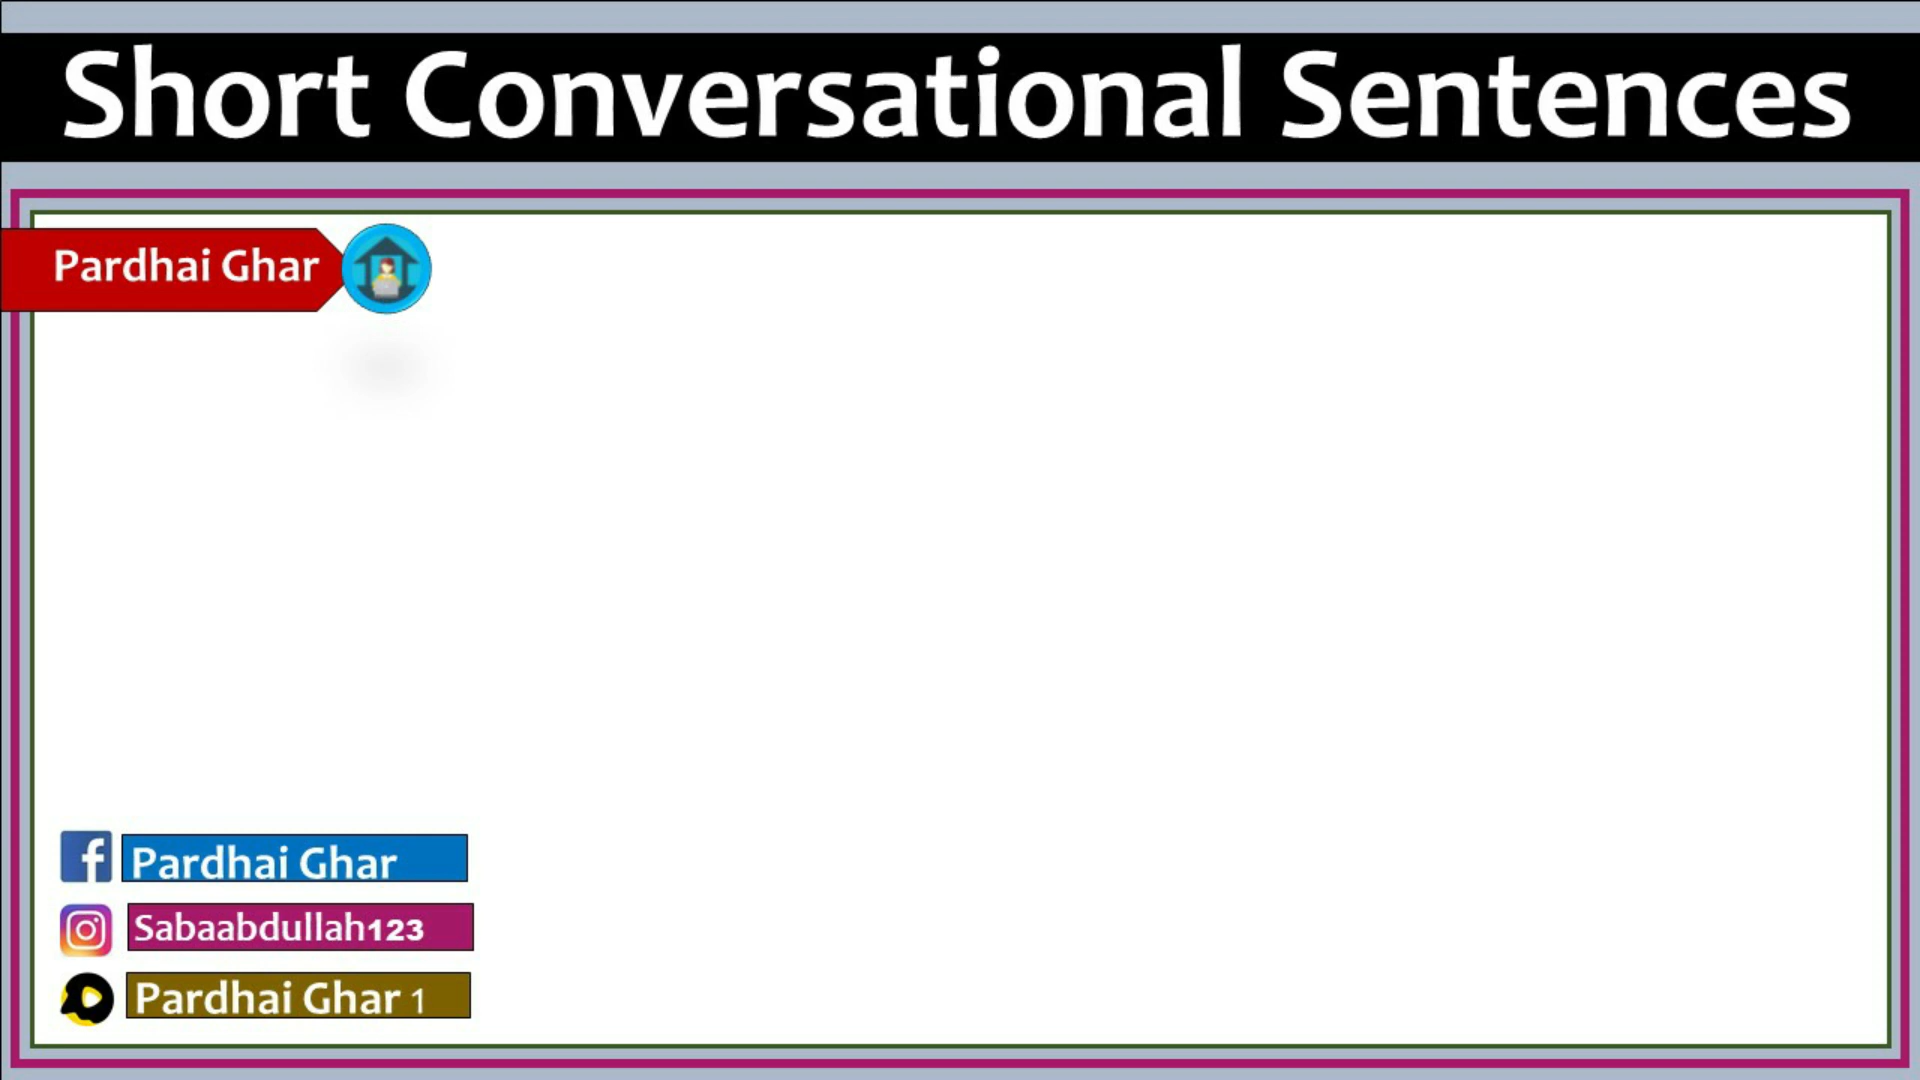 Short Conversational Sentences
Pardhai Ghar
Pardhai Ghar
Sabaabdullah123
Pardhai Ghar 1